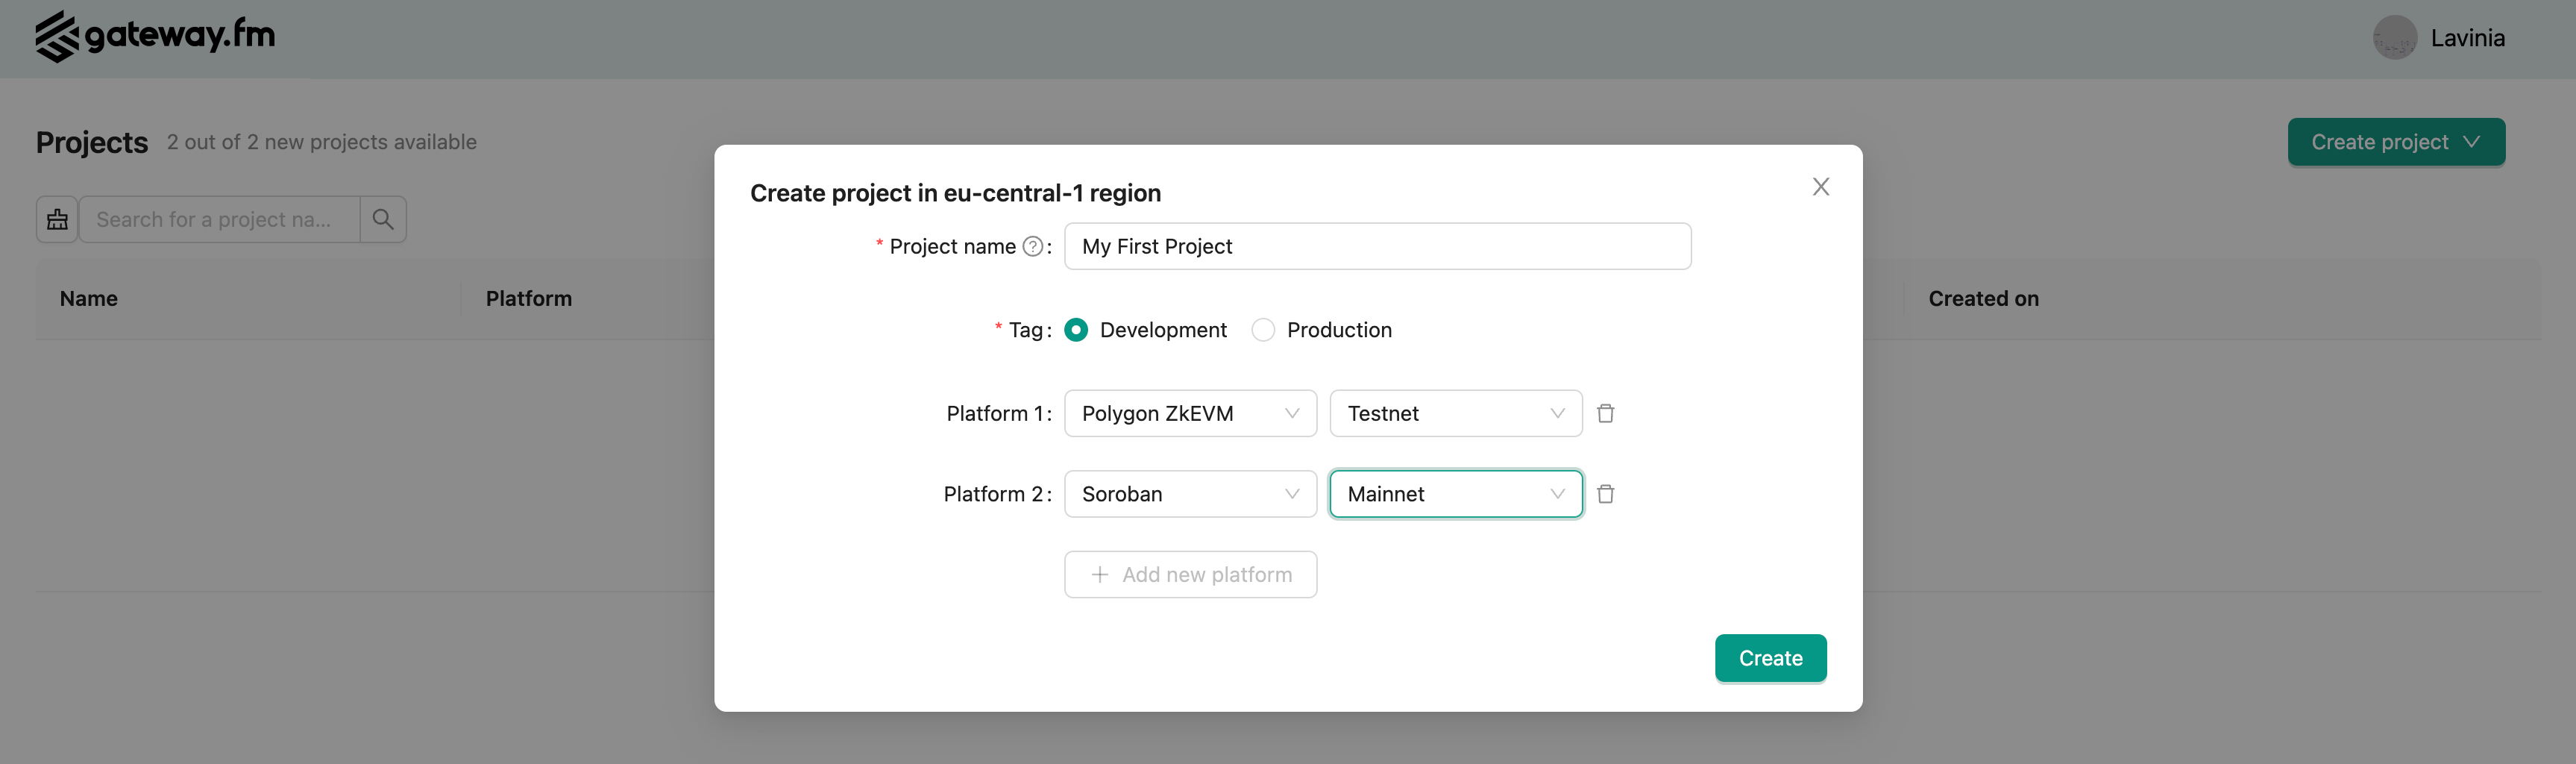 gateway.fm
Lavinia
Projects 2 out of 2 new projects available
Create project
Search for a project na...
Name Platform Created on
Create project in eu-central-1 region
* Project name ? : My First Project
* Tag : Development Production
Platform 1 : Polygon ZkEVM Testnet
Platform 2 : Soroban Mainnet
+ Add new platform
Create